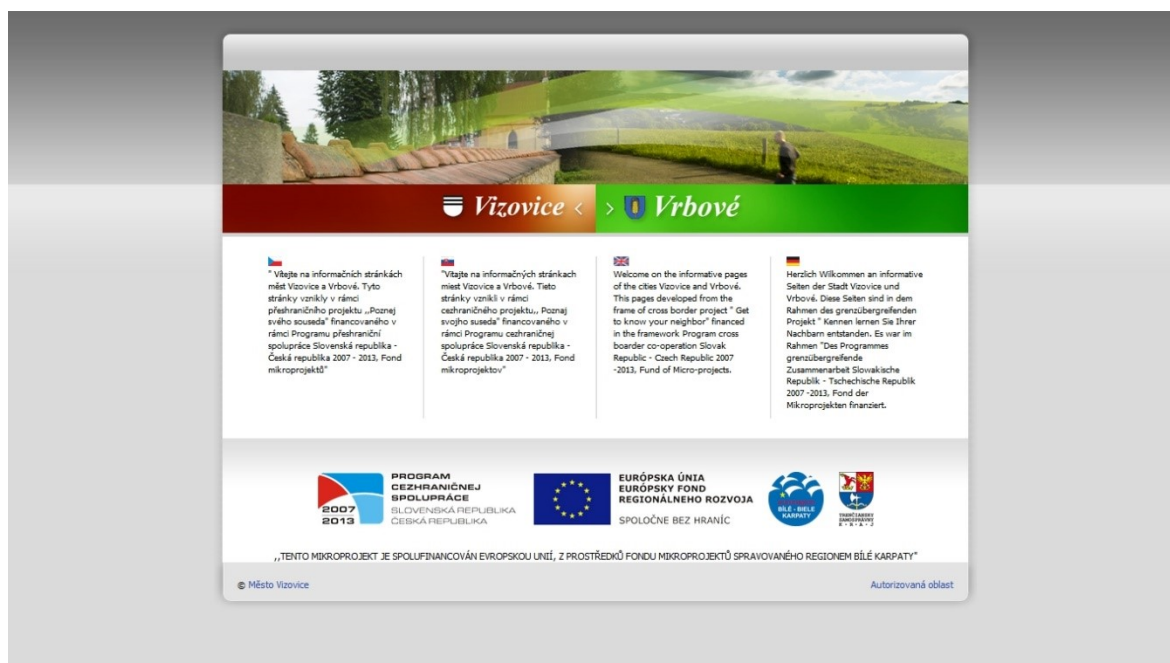 Vizovice < > Vrbové
" Vítejte na informačních stránkách
měst Vizovice a Vrbové. Tyto
stránky vznikly v rámci
přeshraničního projektu ,,Poznej
svého souseda" financovaného v
rámci Programu přeshraniční
spolupráce Slovenská republika -
Česká republika 2007 - 2013, Fond
mikroprojektů"
"Vitajte na informačných stránkach
miest Vizovice a Vrbové. Tieto
stránky vznikli v rámci
cezhraničného projektu,, Poznaj
svojho suseda" financovaného v
rámci Programu cezhraničnej
spolupráce Slovenská republika -
Česká republika 2007 - 2013, Fond
mikroprojektov"
Welcome on the informative pages
of the cities Vizovice and Vrbové.
This pages developed from the
frame of cross border project " Get
to know your neighbor" financed
in the framework Program cross
boarder co-operation Slovak
Republic - Czech Republic 2007
-2013, Fund of Micro-projects.
Herzlich Wilkommen an informative
Seiten der Stadt Vizovice und
Vrbové. Diese Seiten sind in dem
Rahmen des grenzübergreifenden
Projekt " Kennen lernen Sie Ihrer
Nachbarn entstanden. Es war im
Rahmen "Des Programmes
grenzübergreifende
Zusammenarbeit Slowakische
Republik - Tschechische Republik
2007 -2013, Fond der
Mikroprojekten finanziert.
2007
2013
PROGRAM
CEZHRANIČNEJ
SPOLUPRÁCE
SLOVENSKÁ REPUBLIKA
ČESKÁ REPUBLIKA
EURÓPSKA ÚNIA
EURÓPSKY FOND
REGIONÁLNEHO ROZVOJA
SPOLOČNE BEZ HRANÍC
BÍLÉ - BIELE
KARPATY
TRENČIANSKY
SAMOSPRÁVNY
K · R · A · J
,,TENTO MIKROPROJEKT JE SPOLUFINANCOVÁN EVROPSKOU UNIÍ, Z PROSTŘEDKŮ FONDU MIKROPROJEKTŮ SPRAVOVANÉHO REGIONEM BÍLÉ KARPATY"
© Město Vizovice
Autorizovaná oblast